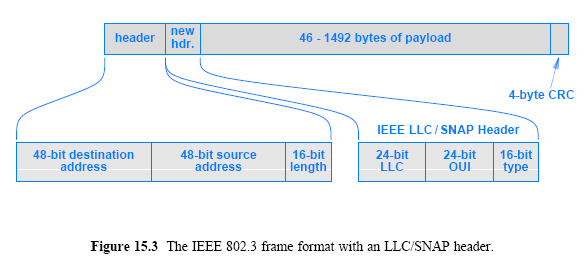 header
new
hdr.
46 - 1492 bytes of payload
4-byte CRC
IEEE LLC / SNAP Header
48-bit destination
address
48-bit source
address
16-bit
length
24-bit
LLC
24-bit
OUI
16-bit
type
Figure 15.3 The IEEE 802.3 frame format with an LLC/SNAP header.